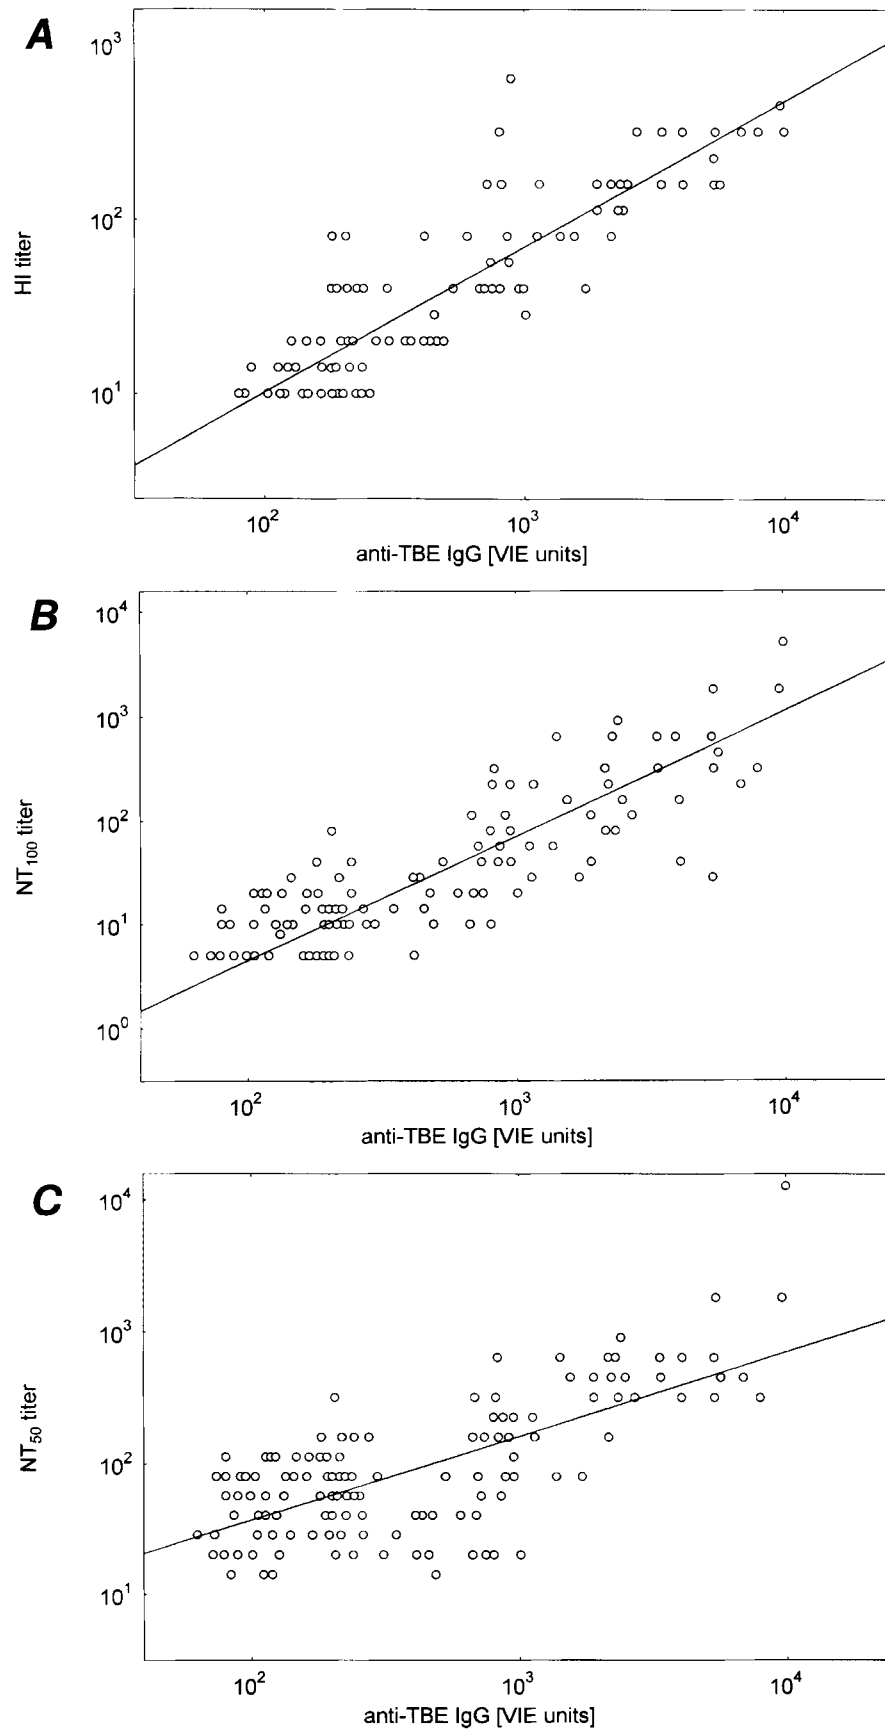 A
10³
10²
10¹
HI titer
10² 10³ 10⁴
anti-TBE IgG [VIE units]
B
10⁴
10³
10²
10¹
10⁰
NT₁₀₀ titer
10² 10³ 10⁴
anti-TBE IgG [VIE units]
C
10⁴
10³
10²
10¹
NT₅₀ titer
10² 10³ 10⁴
anti-TBE IgG [VIE units]